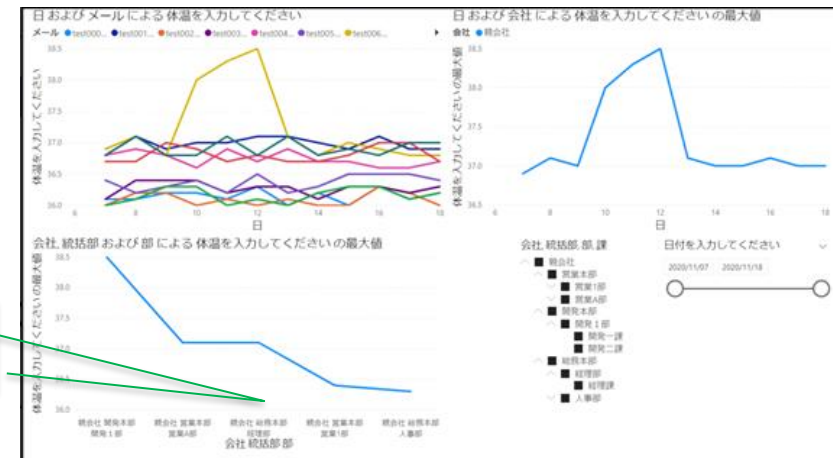 日 および メール による 体温を入力してください
メール test000... test001... test002... test003... test004... test005... test006...
体温を入力してください
38.5
38.0
37.5
37.0
36.5
36.0
6 8 10 12 14 16 18
日
日 および 会社 による 体温を入力してください の最大値
会社 親会社
体温を入力してください の最大値
38.5
38.0
37.5
37.0
36.5
6 8 10 12 14 16 18
日
会社, 統括部 および 部 による 体温を入力してください の最大値
体温を入力してください の最大値
38.5
38.0
37.5
36.5
36.0
親会社 開発本部 開発1部
親会社 営業本部 営業A部
親会社 総務本部 経理部
親会社 営業本部 営業1部
親会社 総務本部 人事部
会社 統括部 部
会社, 統括部, 部, 課
親会社
営業本部
営業1部
営業A部
開発本部
開発1部
開発一課
開発二課
総務本部
経理部
経理課
人事部
日付を入力してください
2020/11/07 2020/11/18